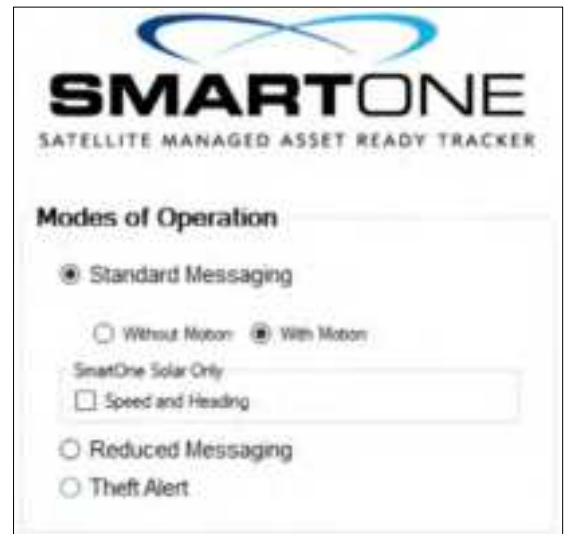 SMARTONE
SATELLITE MANAGED ASSET READY TRACKER
Modes of Operation
Standard Messaging
Without Motion With Motion
SmartOne Solar Only
Speed and Heading
Reduced Messaging
Theft Alert